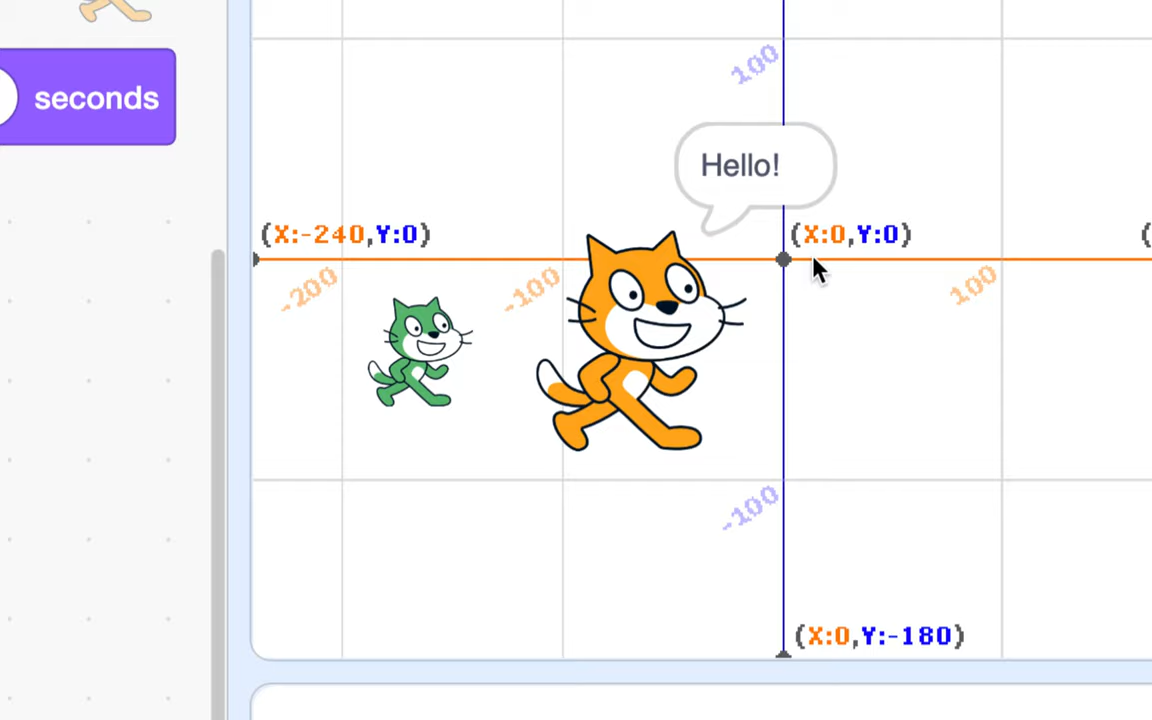 seconds
100
Hello!
(X:-240,Y:0)
(X:0,Y:0)
(
-200
-100
100
-100
(X:0,Y:-180)